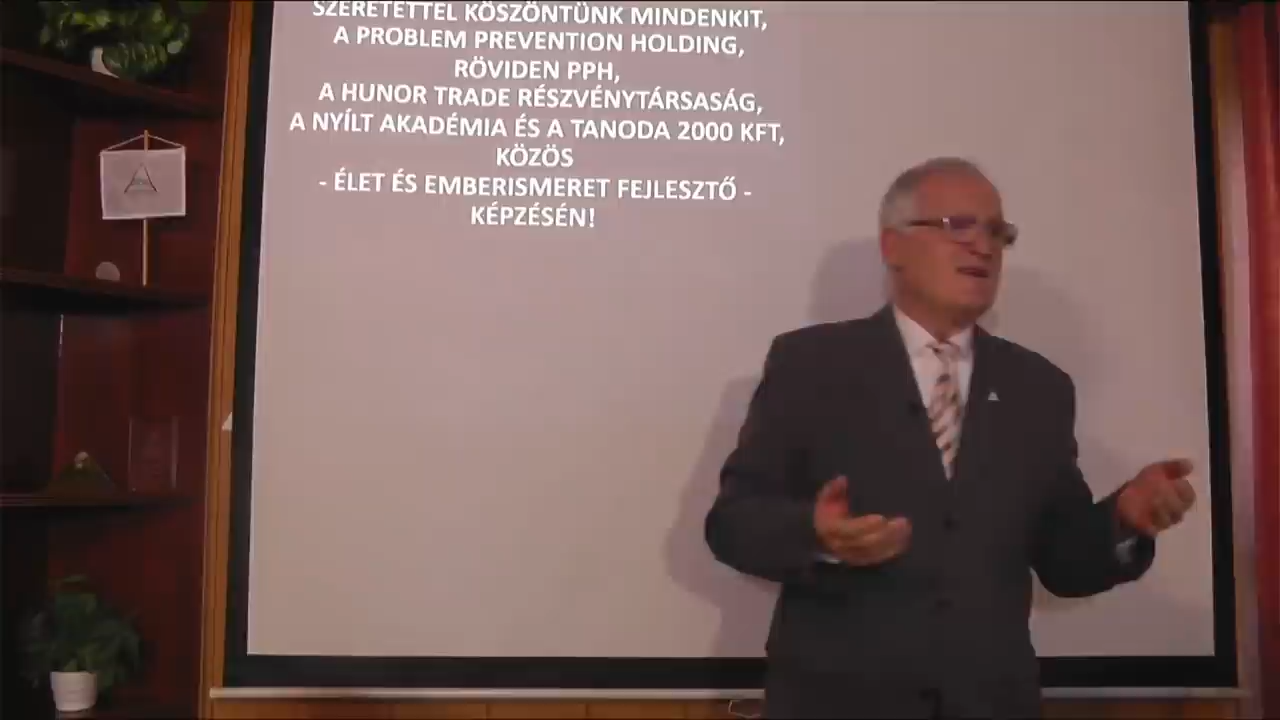 SZERETETTEL KÖSZÖNTÜNK MINDENKIT,
A PROBLEM PREVENTION HOLDING,
RÖVIDEN PPH,
A HUNOR TRADE RÉSZVÉNYTÁRSASÁG,
A NYÍLT AKADÉMIA ÉS A TANODA 2000 KFT,
KÖZÖS
- ÉLET ÉS EMBERISMERET FEJLESZTŐ -
KÉPZÉSÉN!